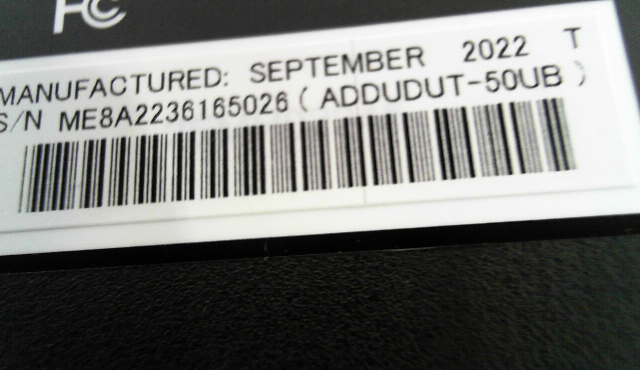 FC
MANUFACTURED: SEPTEMBER 2022 T
S/N ME8A2236165026 ( ADDUDUT-50UB )